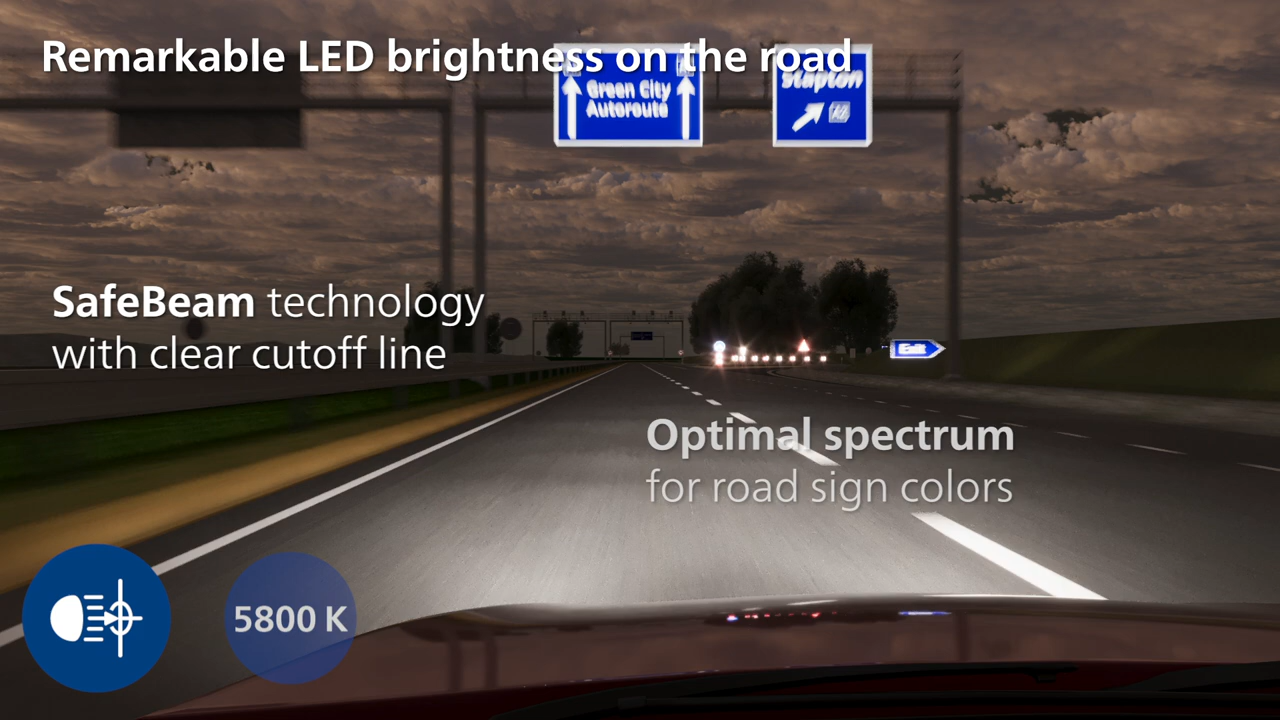 Remarkable LED brightness on the road
Green City
Autoroute
Stapton
SafeBeam technology
with clear cutoff line
Exit
Optimal spectrum
for road sign colors
5800 K